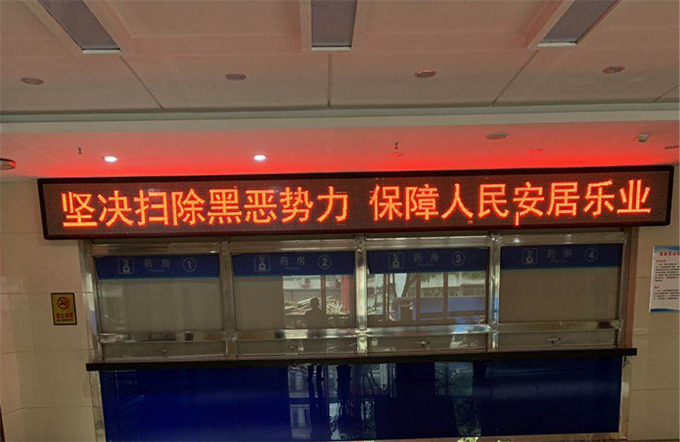 坚决扫除黑恶势力 保障人民安居乐业
药房 ①
药房 ②
药房 ③
药房 ④